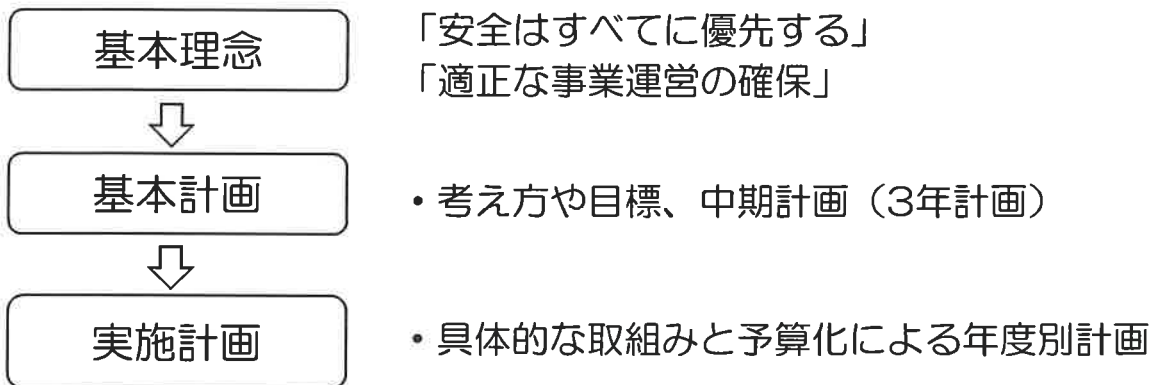 基本理念
「安全はすべてに優先する」
「適正な事業運営の確保」
基本計画
・考え方や目標、中期計画（3年計画）
実施計画
・具体的な取組みと予算化による年度別計画